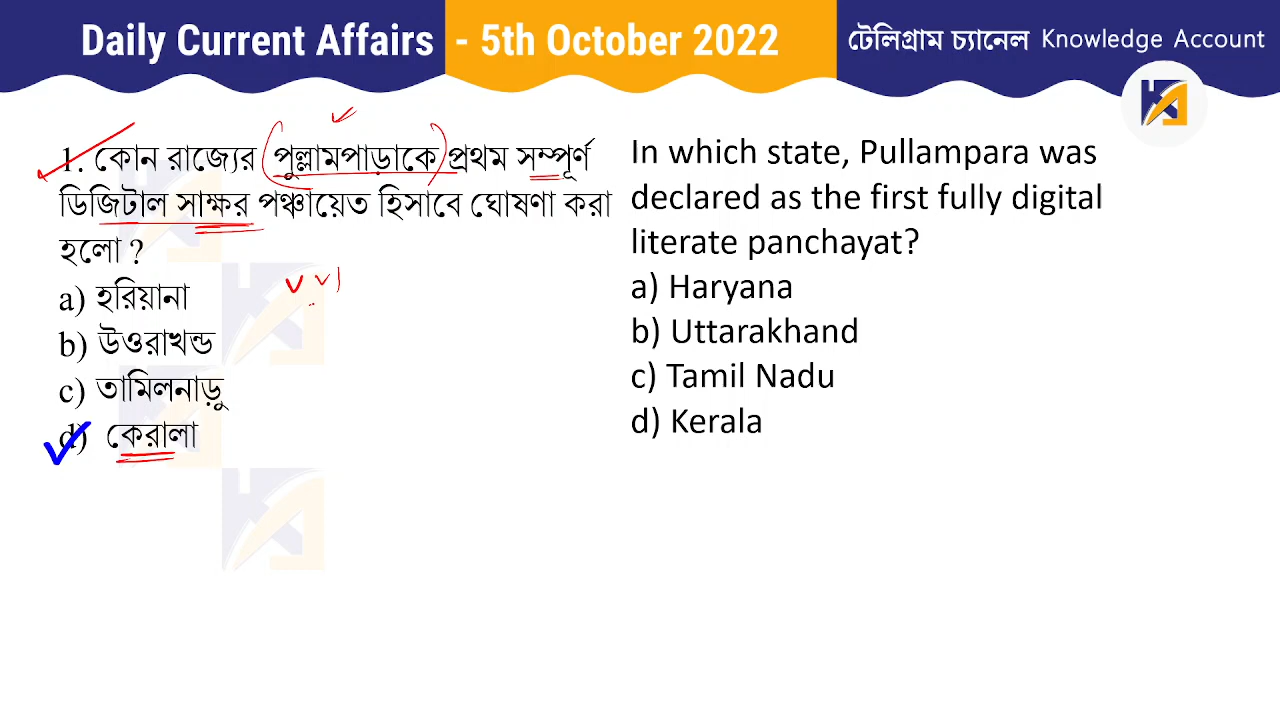 Daily Current Affairs - 5th October 2022
টেলিগ্রাম চ্যানেল Knowledge Account
1. কোন রাজ্যের পুল্লামপাড়াকে প্রথম সম্পূর্ণ
ডিজিটাল সাক্ষর পঞ্চায়েত হিসাবে ঘোষণা করা
হলো ?
a) হরিয়ানা
b) উওরাখন্ড
c) তামিলনাড়ু
d) কেরালা
In which state, Pullampara was
declared as the first fully digital
literate panchayat?
a) Haryana
b) Uttarakhand
c) Tamil Nadu
d) Kerala